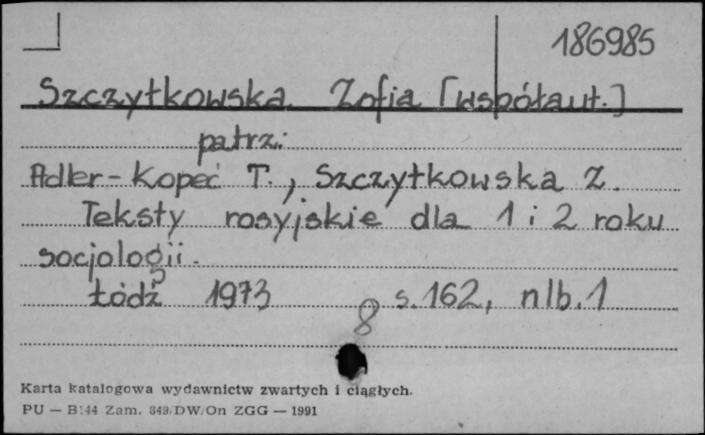 186985
Szczytkowska Zofia [współaut.]
patrz:
Adler-Kopeć T., Szczytkowska Z.
Teksty rosyjskie dla 1 i 2 roku
socjologii.
Łódź 1973 8 s.162, nlb.1
Karta katalogowa wydawnictw zwartych i ciągłych.
PU — B/44 Zam. 849/DW/On ZGG — 1991